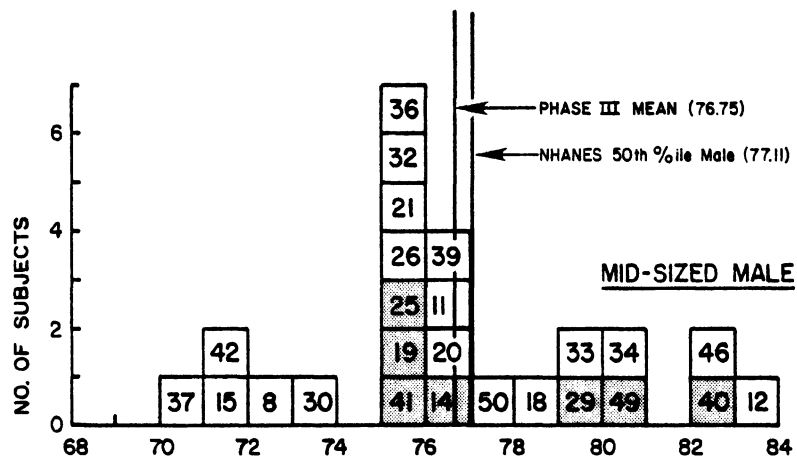 PHASE III MEAN (76.75)
NHANES 50th %ile Male (77.11)
MID-SIZED MALE
NO. OF SUBJECTS
6
4
2
0
36
32
21
26 39
25 11
42 19 20 33 34 46
37 15 8 30 41 14 50 18 29 49 40 12
68 70 72 74 76 78 80 82 84